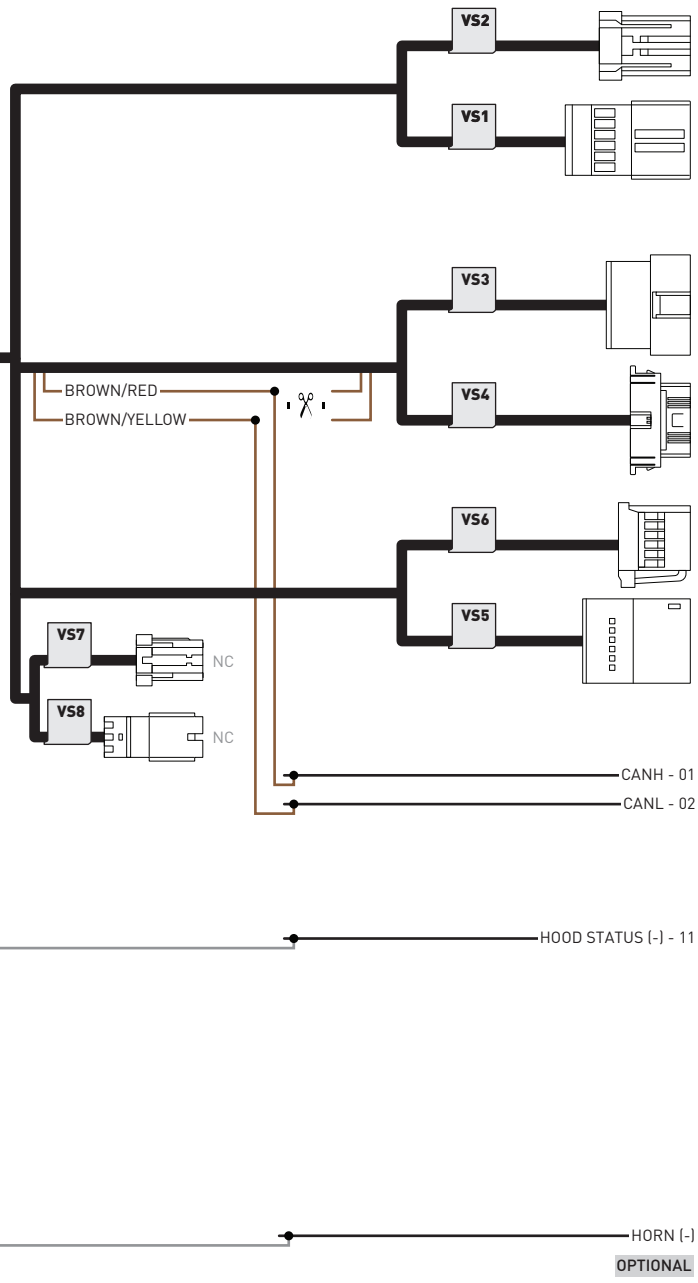 VS2
VS1
VS3
BROWN/RED
VS4
BROWN/YELLOW
VS6
VS5
VS7
NC
VS8
NC
CANH - 01
CANL - 02
HOOD STATUS (-) - 11
HORN (-)
OPTIONAL